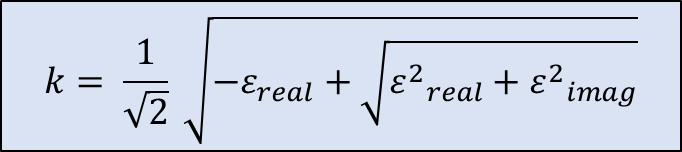 k = 1/√2 √(−ε_real + √(ε²_real + ε²_imag))